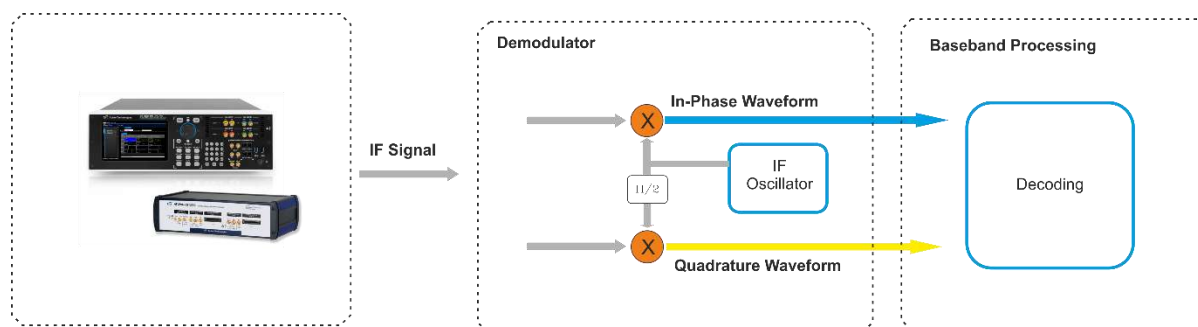 Demodulator
Baseband Processing
In-Phase Waveform
IF Signal
X
IF
Oscillator
Π/2
Decoding
X
Quadrature Waveform